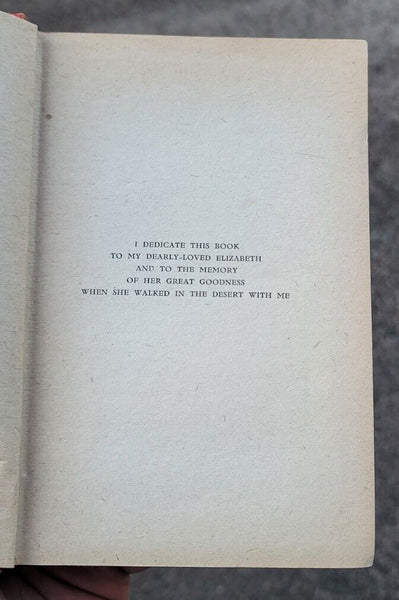 I DEDICATE THIS BOOK
TO MY DEARLY-LOVED ELIZABETH
AND TO THE MEMORY
OF HER GREAT GOODNESS
WHEN SHE WALKED IN THE DESERT WITH ME